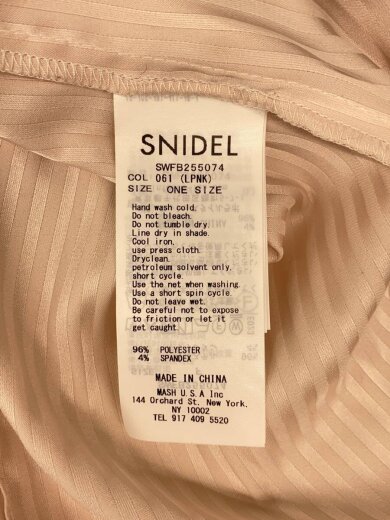 SNIDEL
SWFB255074
COL 061 (LPNK)
SIZE ONE SIZE
Hand wash cold.
Do not bleach.
Do not tumble dry.
Line dry in shade.
Cool iron.
use press cloth.
Dryclean.
petroleum solvent only.
short cycle.
Use the net when washing.
Use a short spin cycle.
Do not leave wet.
Be careful not to expose
to friction or let it
get caught.
96% POLYESTER
4% SPANDEX
MADE IN CHINA
MASH U.S.A Inc
144 Orchard St. New York.
NY 10002
TEL 917 409 5520